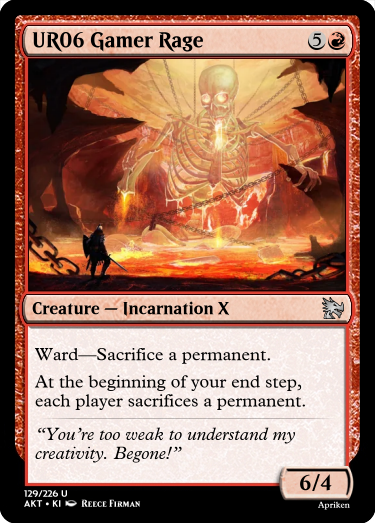 UR06 Gamer Rage 5
Creature — Incarnation X
Ward—Sacrifice a permanent.
At the beginning of your end step,
each player sacrifices a permanent.
“You're too weak to understand my
creativity. Begone!”
6/4
129/226 U
AKT • KI REECE FIRMAN
Apriken